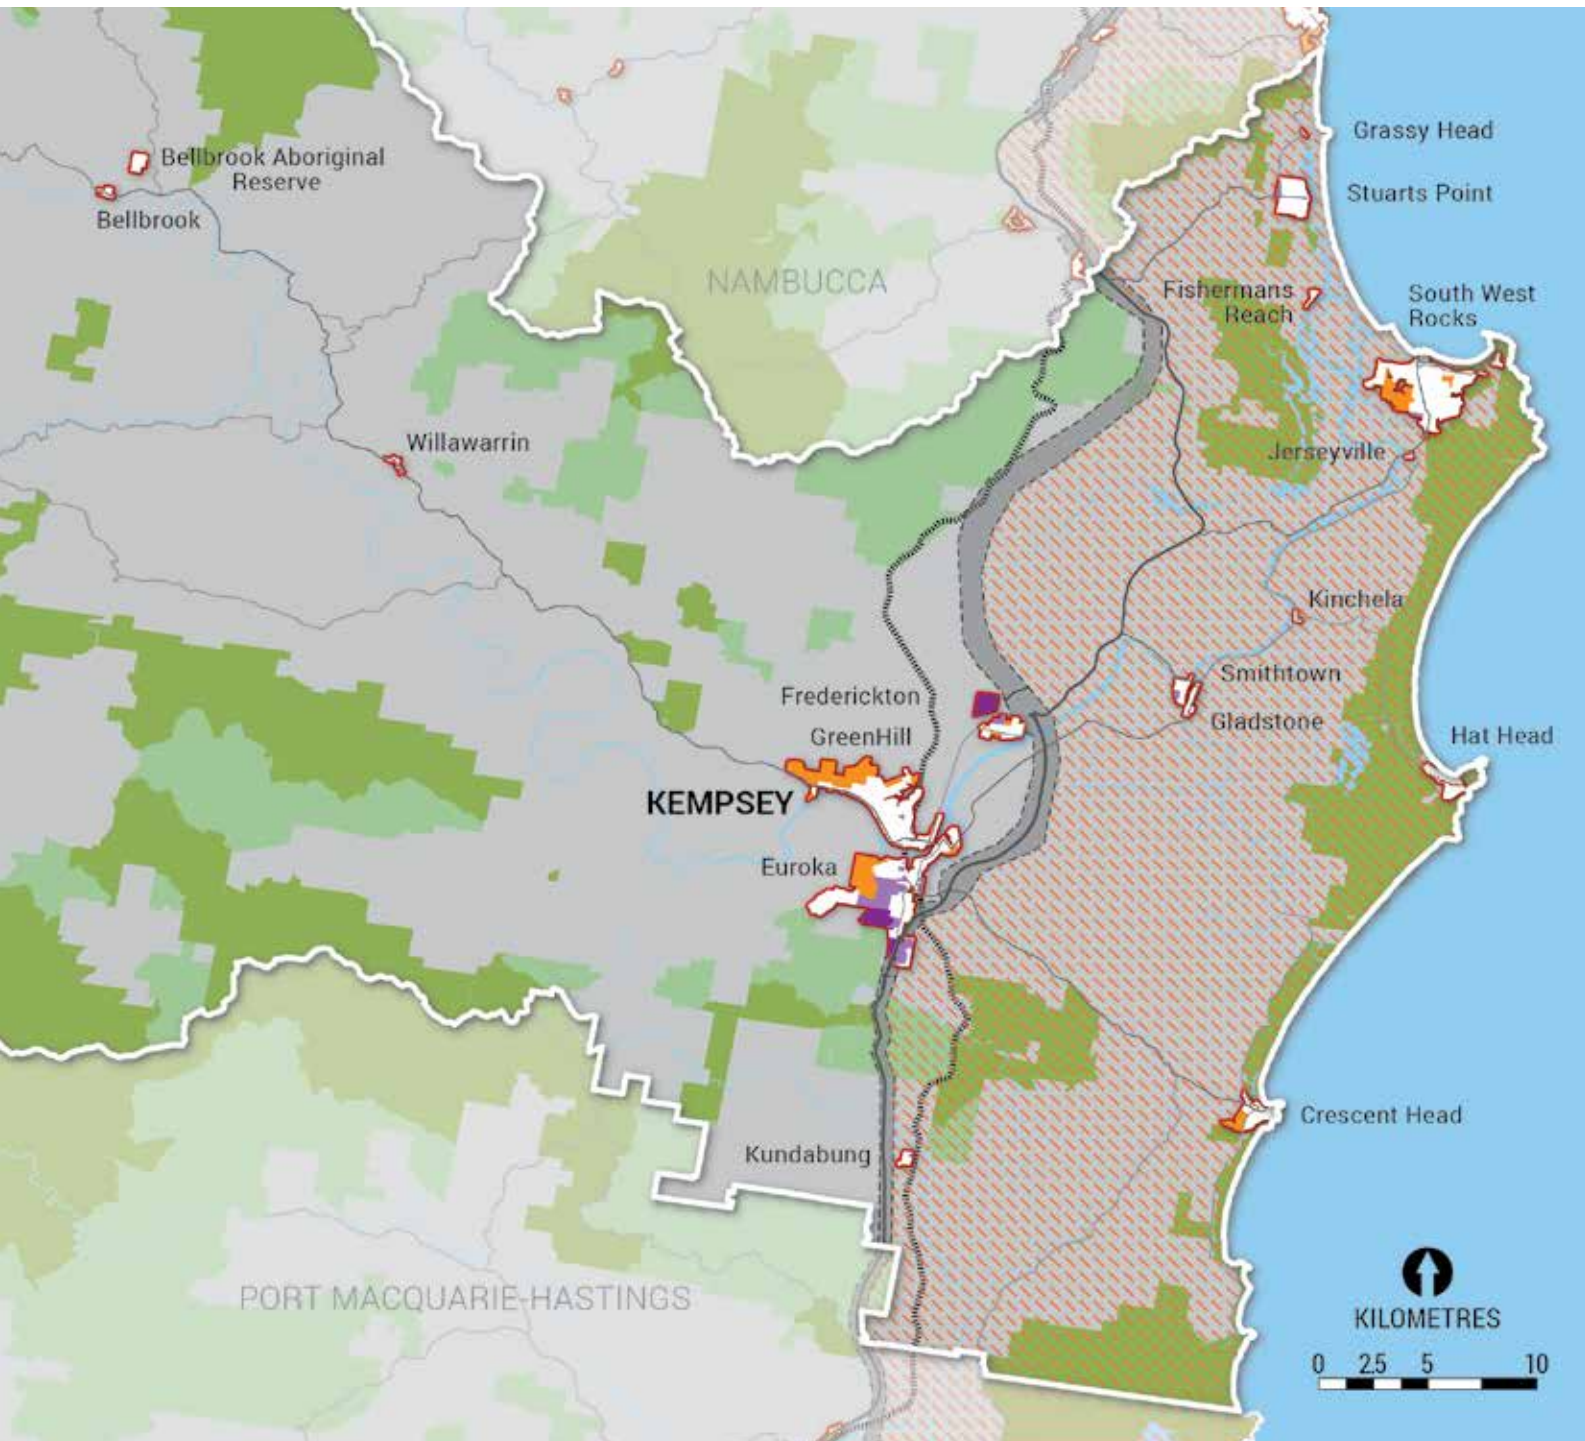 Grassy Head
Bellbrook Aboriginal
Reserve
Stuarts Point
Bellbrook
NAMBUCCA
Fishermans
Reach
South West
Rocks
Willawarrin
Jerseyville
Kinchela
Smithtown
Frederickton
Gladstone
GreenHill
Hat Head
KEMPSEY
Euroka
Crescent Head
Kundabung
PORT MACQUARIE-HASTINGS
KILOMETRES
0 2.5 5 10